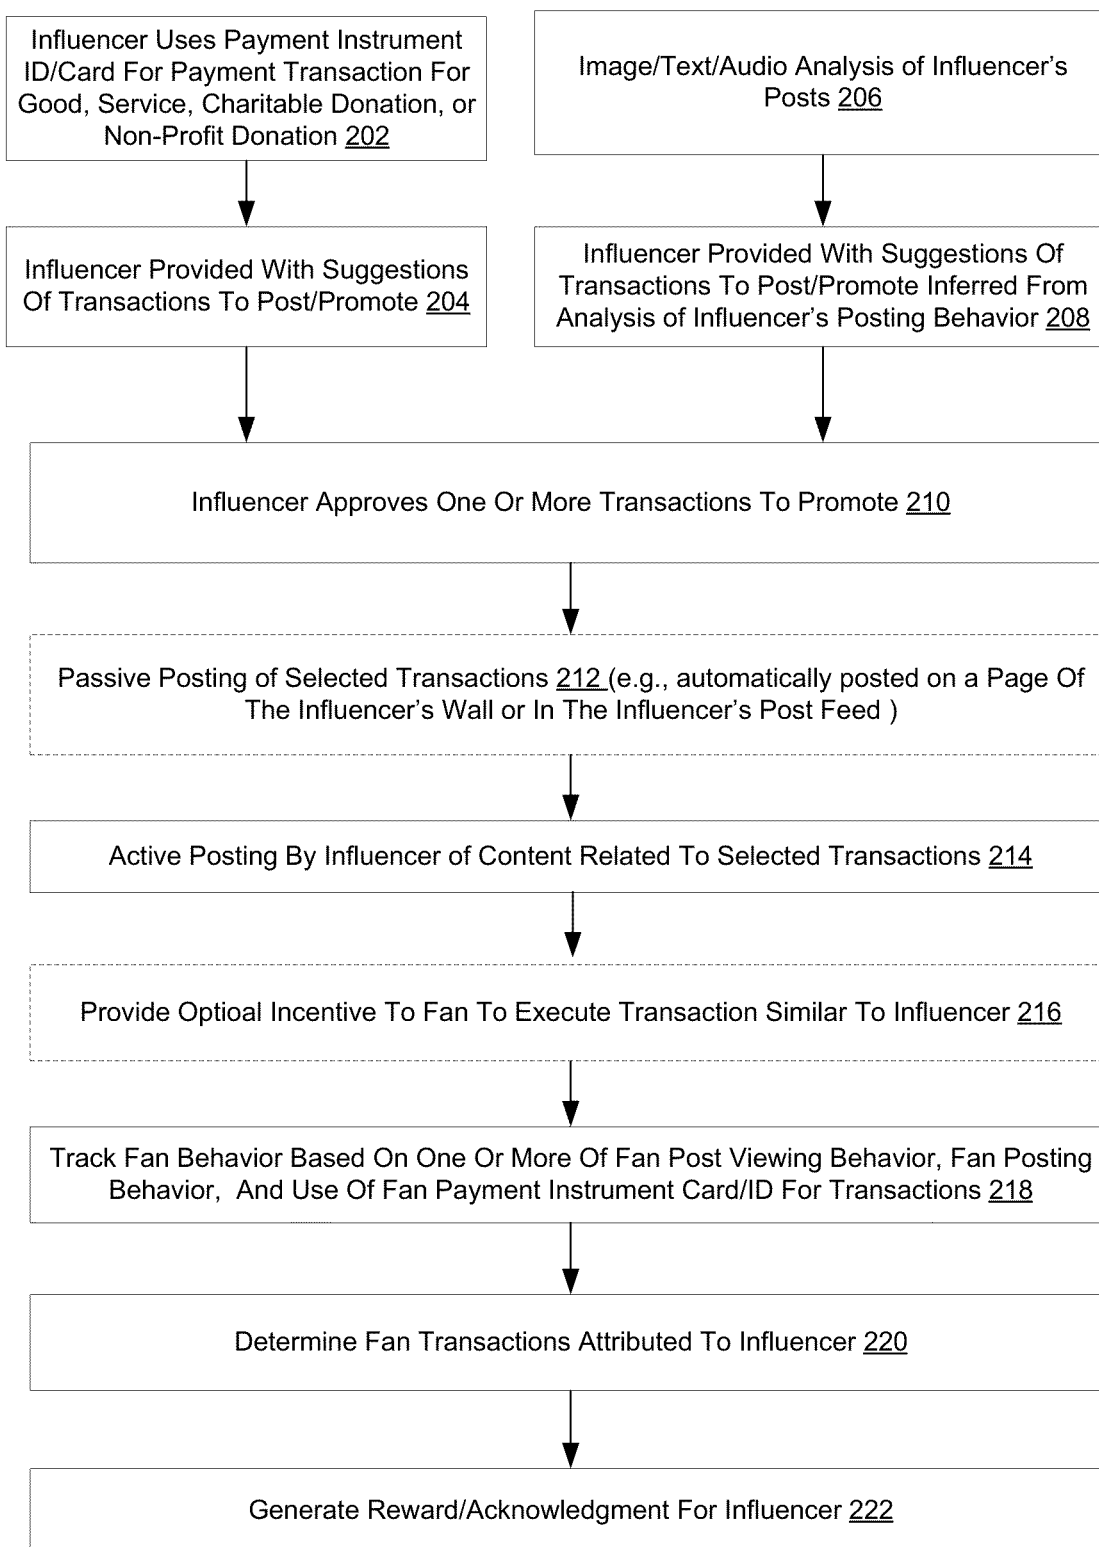 Influencer Uses Payment Instrument
ID/Card For Payment Transaction For
Good, Service, Charitable Donation, or
Non-Profit Donation 202
Image/Text/Audio Analysis of Influencer's
Posts 206
Influencer Provided With Suggestions
Of Transactions To Post/Promote 204
Influencer Provided With Suggestions Of
Transactions To Post/Promote Inferred From
Analysis of Influencer's Posting Behavior 208
Influencer Approves One Or More Transactions To Promote 210
Passive Posting of Selected Transactions 212 (e.g., automatically posted on a Page Of
The Influencer's Wall or In The Influencer's Post Feed )
Active Posting By Influencer of Content Related To Selected Transactions 214
Provide Optioal Incentive To Fan To Execute Transaction Similar To Influencer 216
Track Fan Behavior Based On One Or More Of Fan Post Viewing Behavior, Fan Posting
Behavior,  And Use Of Fan Payment Instrument Card/ID For Transactions 218
Determine Fan Transactions Attributed To Influencer 220
Generate Reward/Acknowledgment For Influencer 222